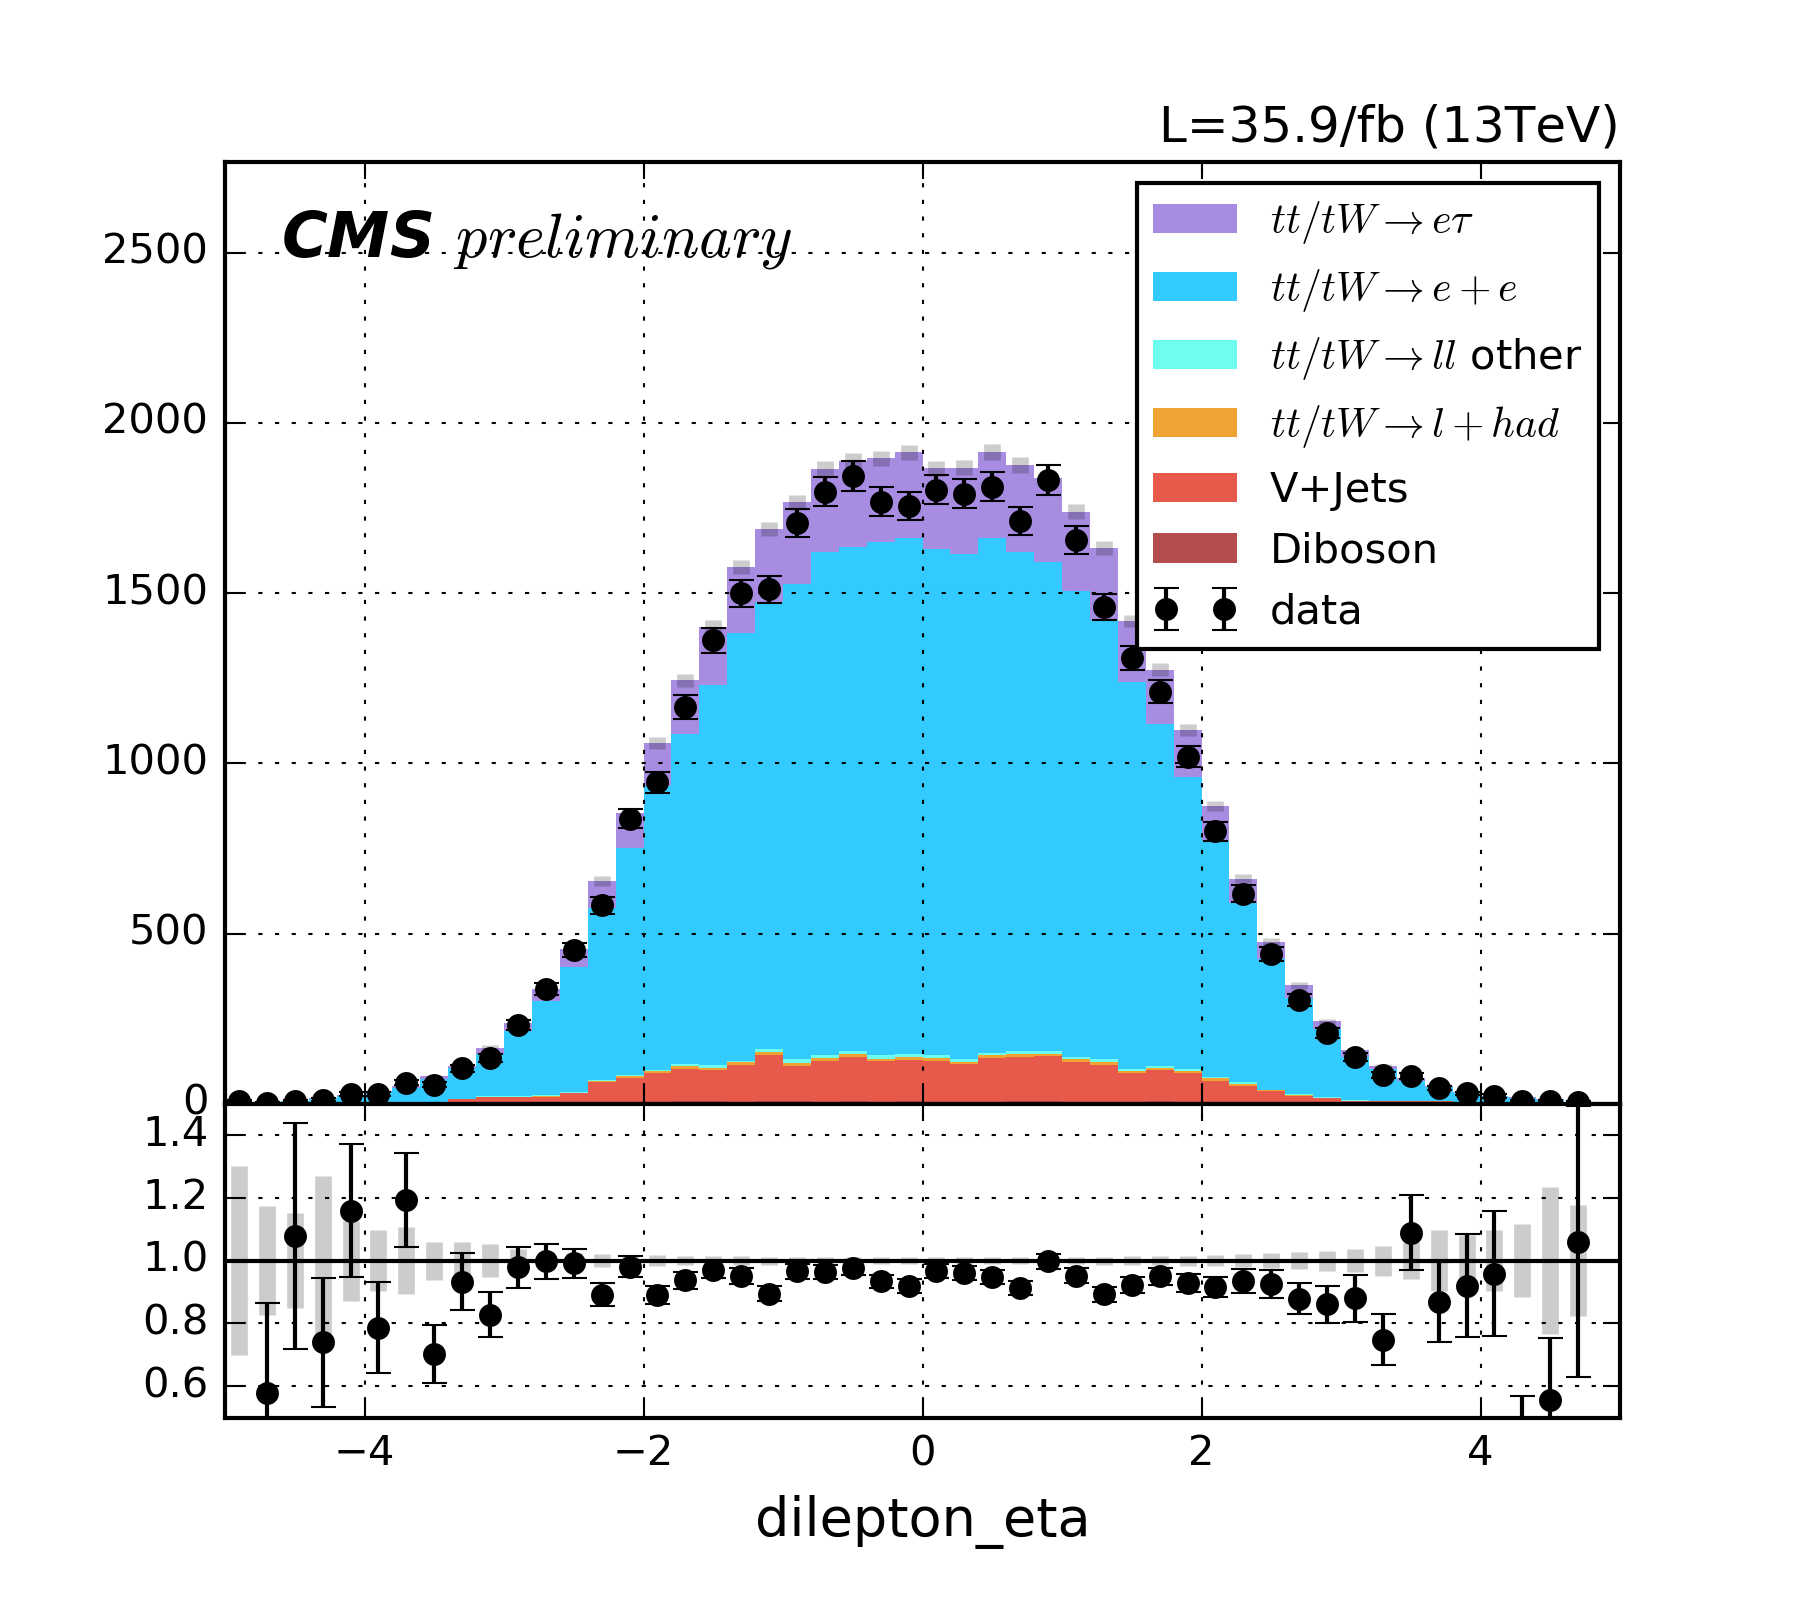 L=35.9/fb (13TeV)
CMS preliminary
2500
2000
1500
1000
500
0
tt/tW→eτ
tt/tW→e+e
tt/tW→ll other
tt/tW→l+had
V+Jets
Diboson
data
1.4
1.2
1.0
0.8
0.6
−4 −2 0 2 4
dilepton_eta